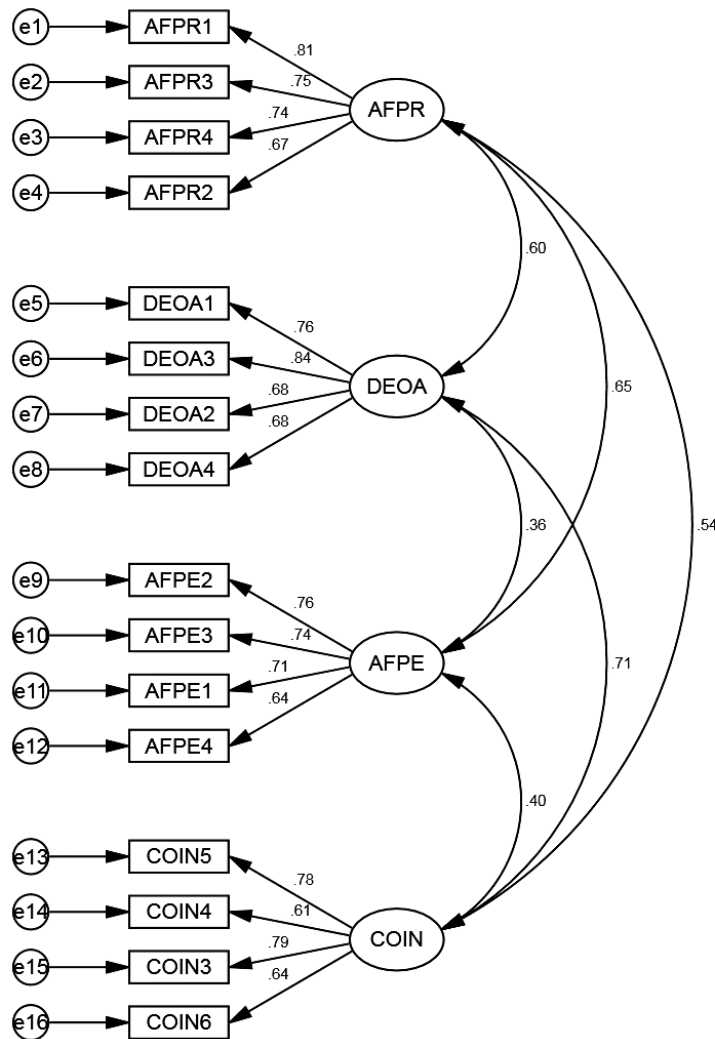 e1 AFPR1
.81
e2 AFPR3 .75
AFPR
e3 AFPR4 .74
.67
e4 AFPR2
.60
e5 DEOA1
.76
e6 DEOA3 .84
DEOA .65
e7 DEOA2 .68
.68
e8 DEOA4
.36 .54
e9 AFPE2
.76
e10 AFPE3 .74
AFPE .71
e11 AFPE1 .71
.64
e12 AFPE4
.40
e13 COIN5
.78
e14 COIN4 .61
COIN
e15 COIN3 .79
.64
e16 COIN6